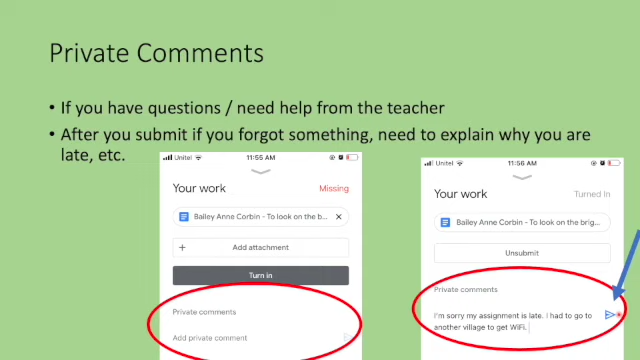 Private Comments
• If you have questions / need help from the teacher
• After you submit if you forgot something, need to explain why you are
late, etc.
Unitel 11:55 AM
Your work Missing
Bailey Anne Corbin - To look on the b...
+ Add attachment
Turn in
Private comments
Add private comment
Unitel 11:56 AM
Your work Turned In
Bailey Anne Corbin - To look on the brig...
Unsubmit
Private comments
I'm sorry my assignment is late. I had to go to
another village to get WiFi.